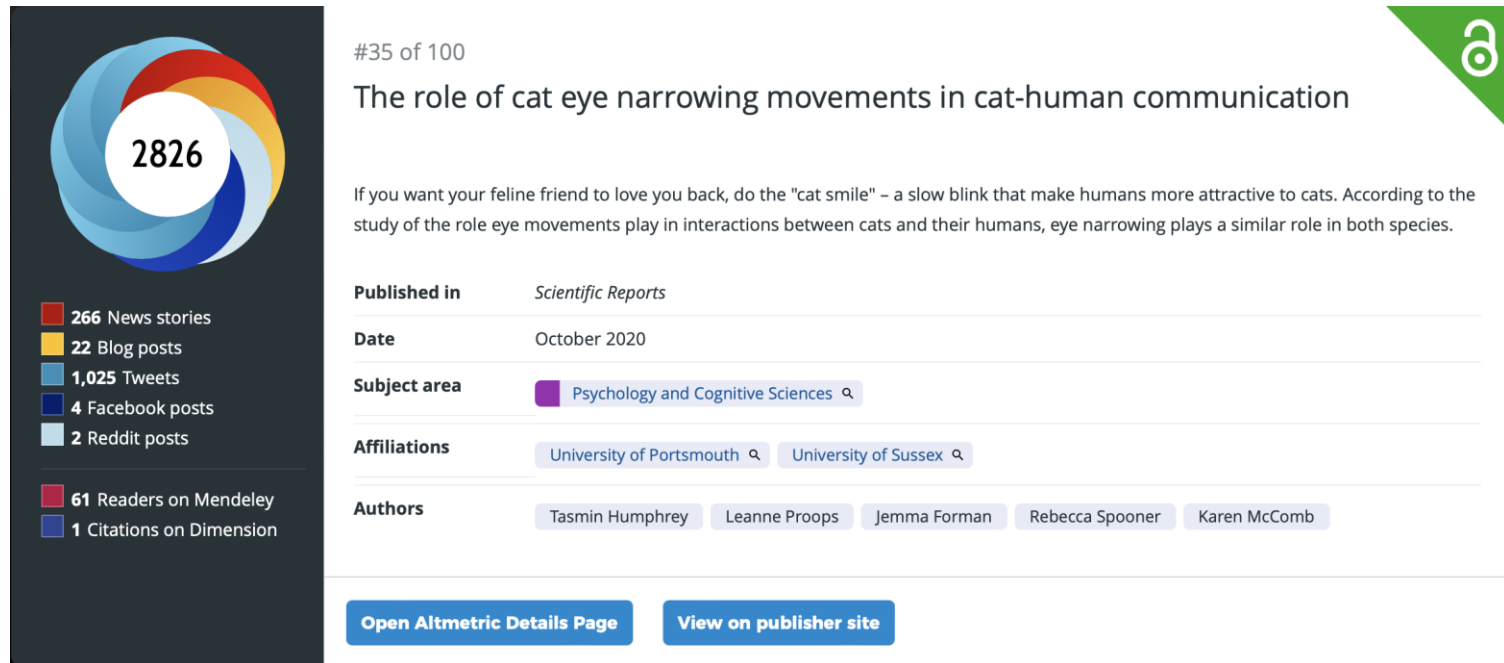 2826
266 News stories
22 Blog posts
1,025 Tweets
4 Facebook posts
2 Reddit posts
61 Readers on Mendeley
1 Citations on Dimension
#35 of 100
The role of cat eye narrowing movements in cat-human communication
If you want your feline friend to love you back, do the "cat smile" – a slow blink that make humans more attractive to cats. According to the
study of the role eye movements play in interactions between cats and their humans, eye narrowing plays a similar role in both species.
Published in Scientific Reports
Date October 2020
Subject area Psychology and Cognitive Sciences
Affiliations University of Portsmouth University of Sussex
Authors Tasmin Humphrey Leanne Proops Jemma Forman Rebecca Spooner Karen McComb
Open Altmetric Details Page View on publisher site